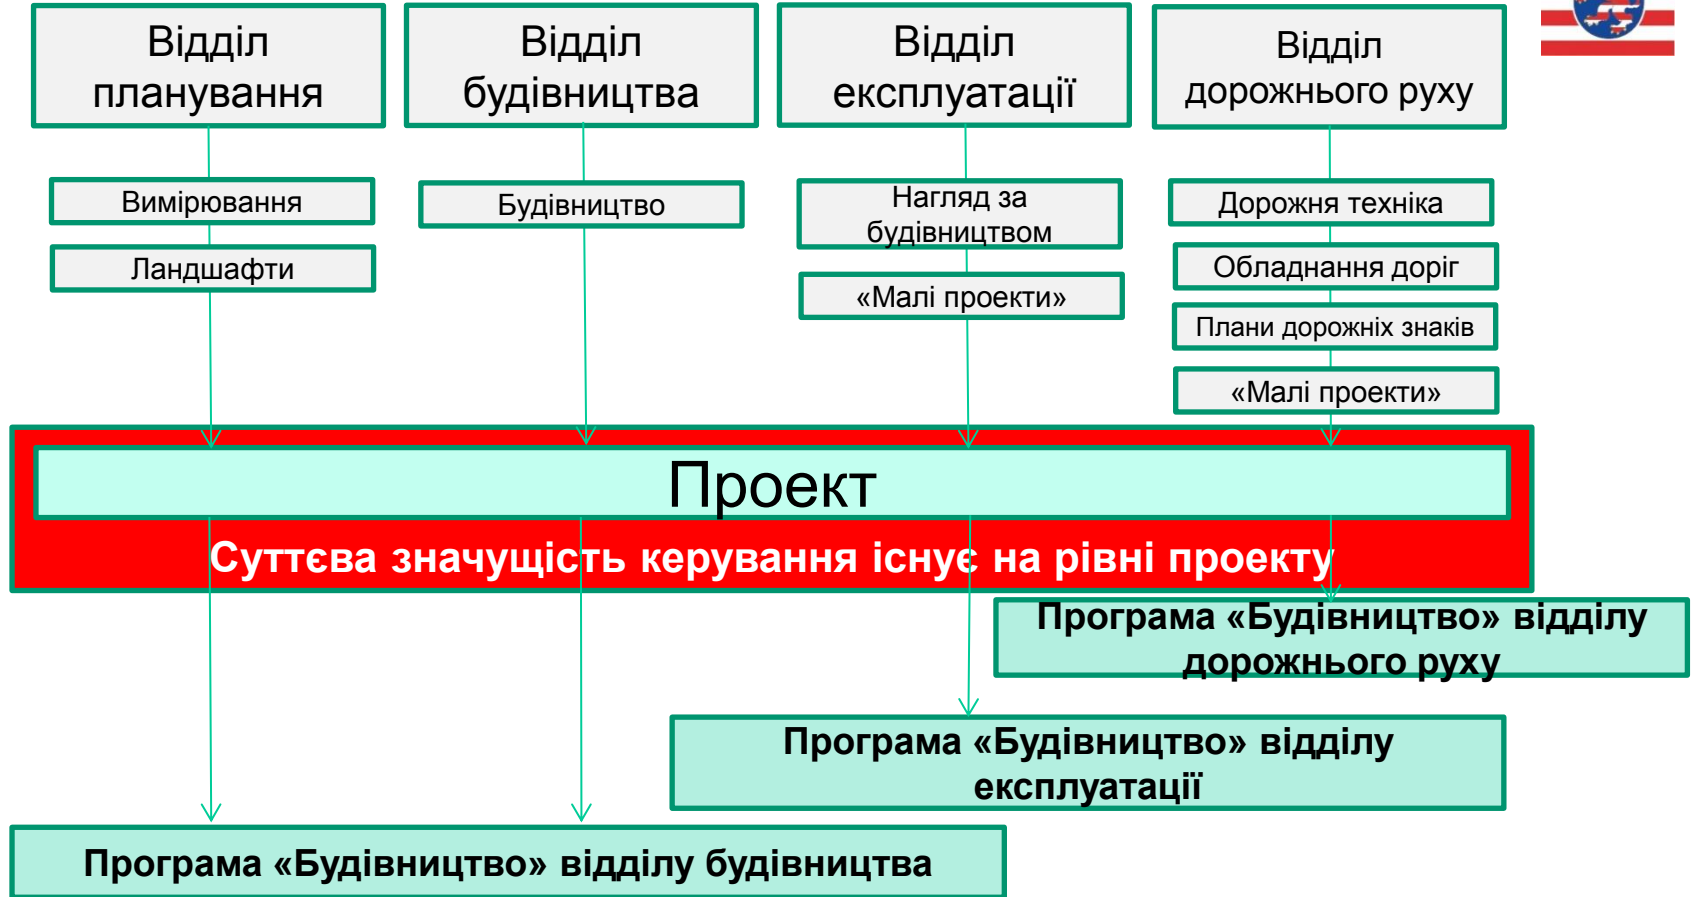 Відділ
планування
Відділ
будівництва
Відділ
експлуатації
Відділ
дорожнього руху
Вимірювання
Ландшафти
Будівництво
Нагляд за
будівництвом
«Малі проекти»
Дорожня техніка
Обладнання доріг
Плани дорожніх знаків
«Малі проекти»
Проект
Суттєва значущість керування існує на рівні проекту
Програма «Будівництво» відділу
дорожнього руху
Програма «Будівництво» відділу
експлуатації
Програма «Будівництво» відділу будівництва